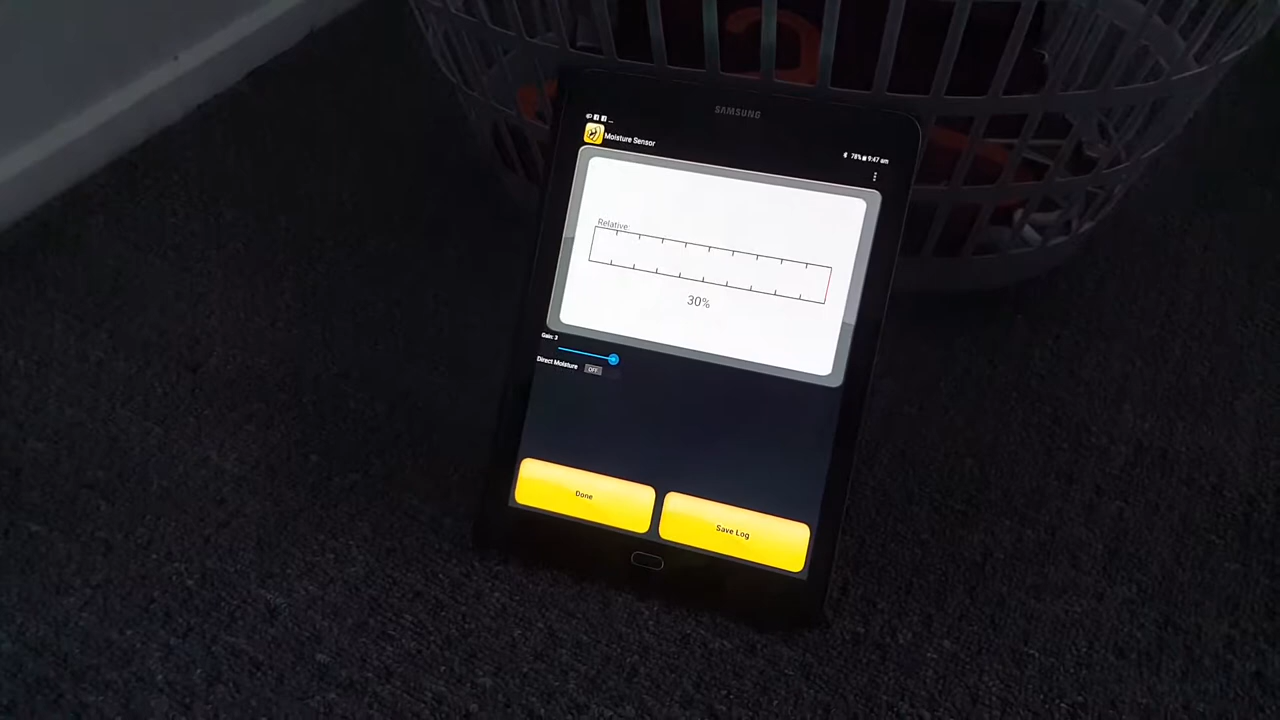 SAMSUNG
Moisture Sensor
78% 9:47 am
Relative
30%
Gain: 3
Direct Moisture OFF
Done
Save Log